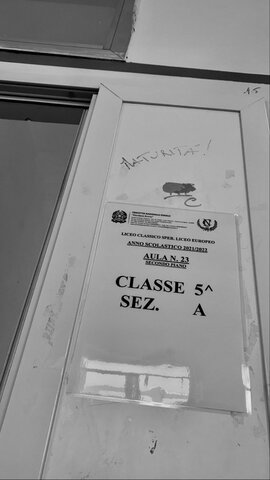 MATURITA'!
LICEO CLASSICO SPER. LICEO EUROPEO
ANNO SCOLASTICO 2021/2022
AULA N. 23
SECONDO PIANO
CLASSE 5^
SEZ. A